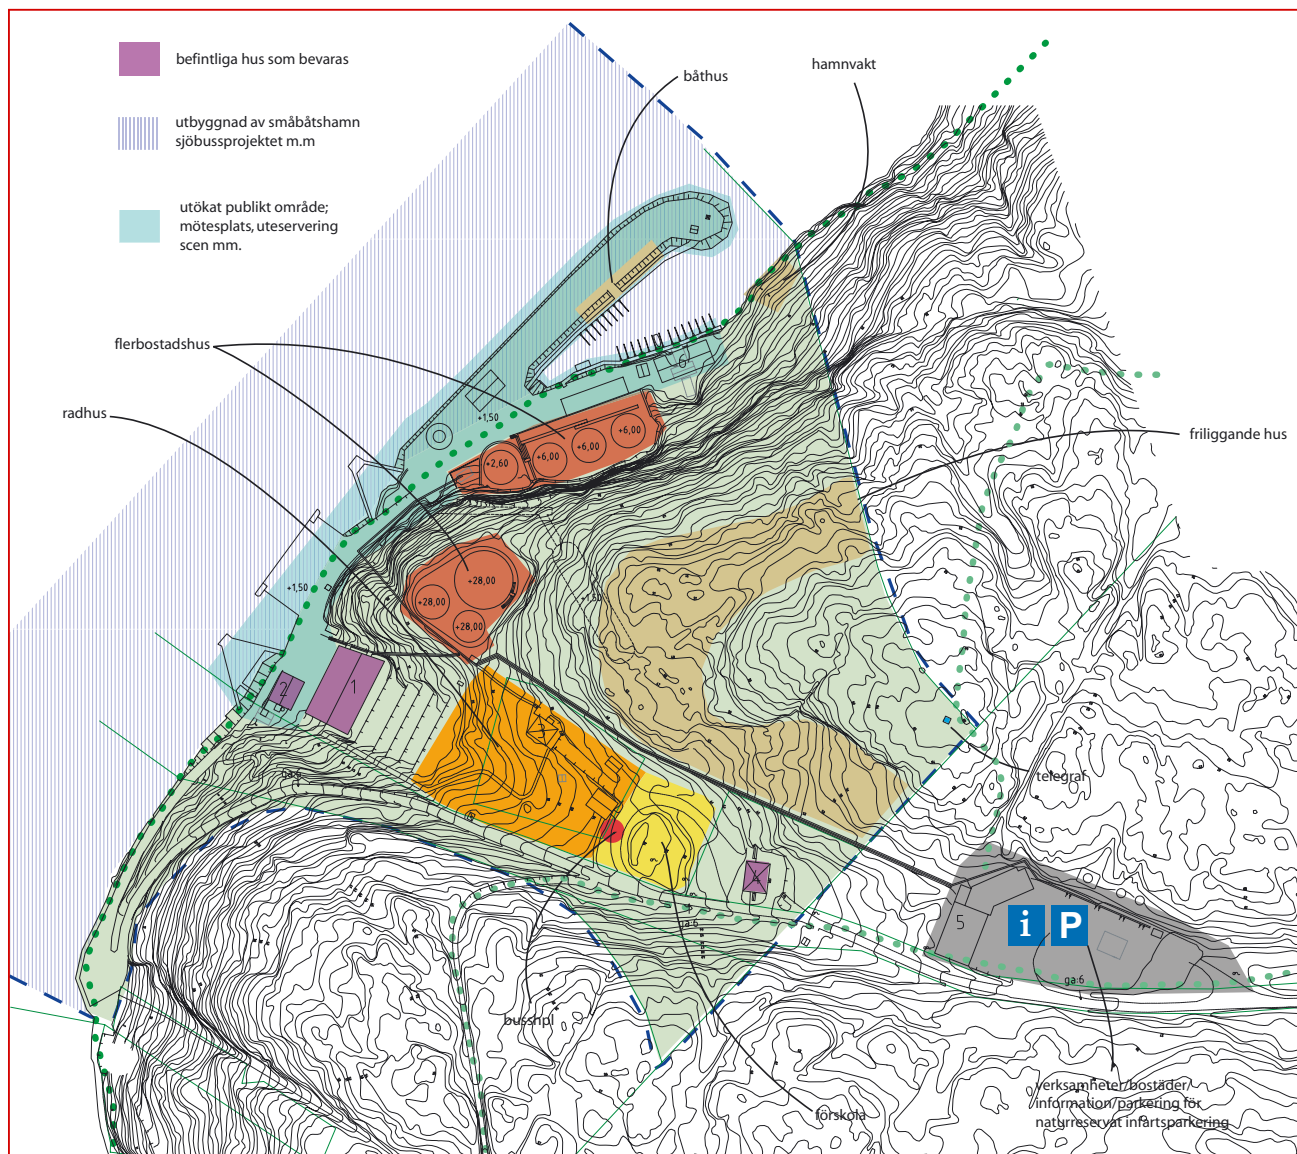 befintliga hus som bevaras
utbyggnad av småbåtshamn
sjöbussprojektet m.m
utökat publikt område;
mötesplats, uteservering
scen mm.
båthus
hamnvakt
flerbostadshus
radhus
friliggande hus
+1,50
+2,60
+6,00
+6,00
+6,00
+28,00
+28,00
+28,00
+1,50
+1,50
2
1
4
5
i
P
ga:6
ga:6
ga:6
telegraf
busshpl
förskola
verksamheter/bostäder/
information/parkering för
naturreservat infartsparkering